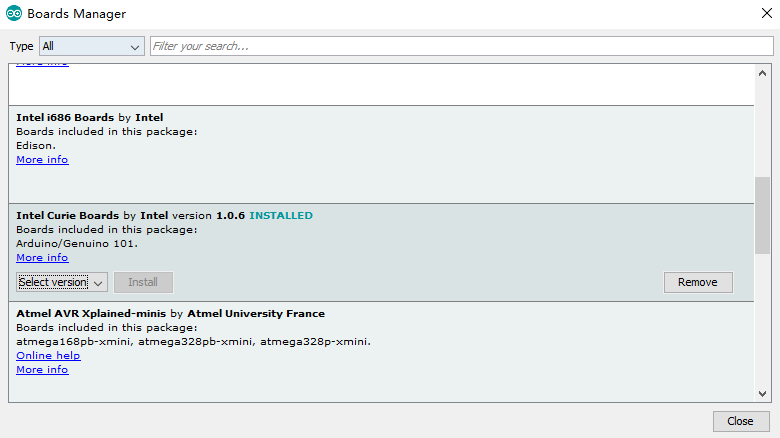 Boards Manager
Type All Filter your search...
More info
Intel i686 Boards by Intel
Boards included in this package:
Edison.
More info
Intel Curie Boards by Intel version 1.0.6 INSTALLED
Boards included in this package:
Arduino/Genuino 101.
More info
Select version Install Remove
Atmel AVR Xplained-minis by Atmel University France
Boards included in this package:
atmega168pb-xmini, atmega328pb-xmini, atmega328p-xmini.
Online help
More info
Close